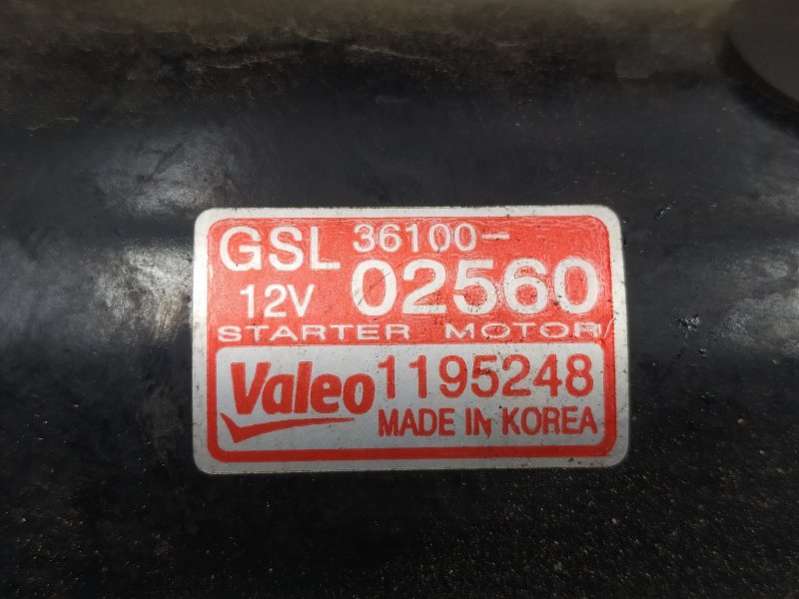 GSL 36100-
12V 02560
STARTER MOTOR
Valeo 1195248
MADE IN KOREA